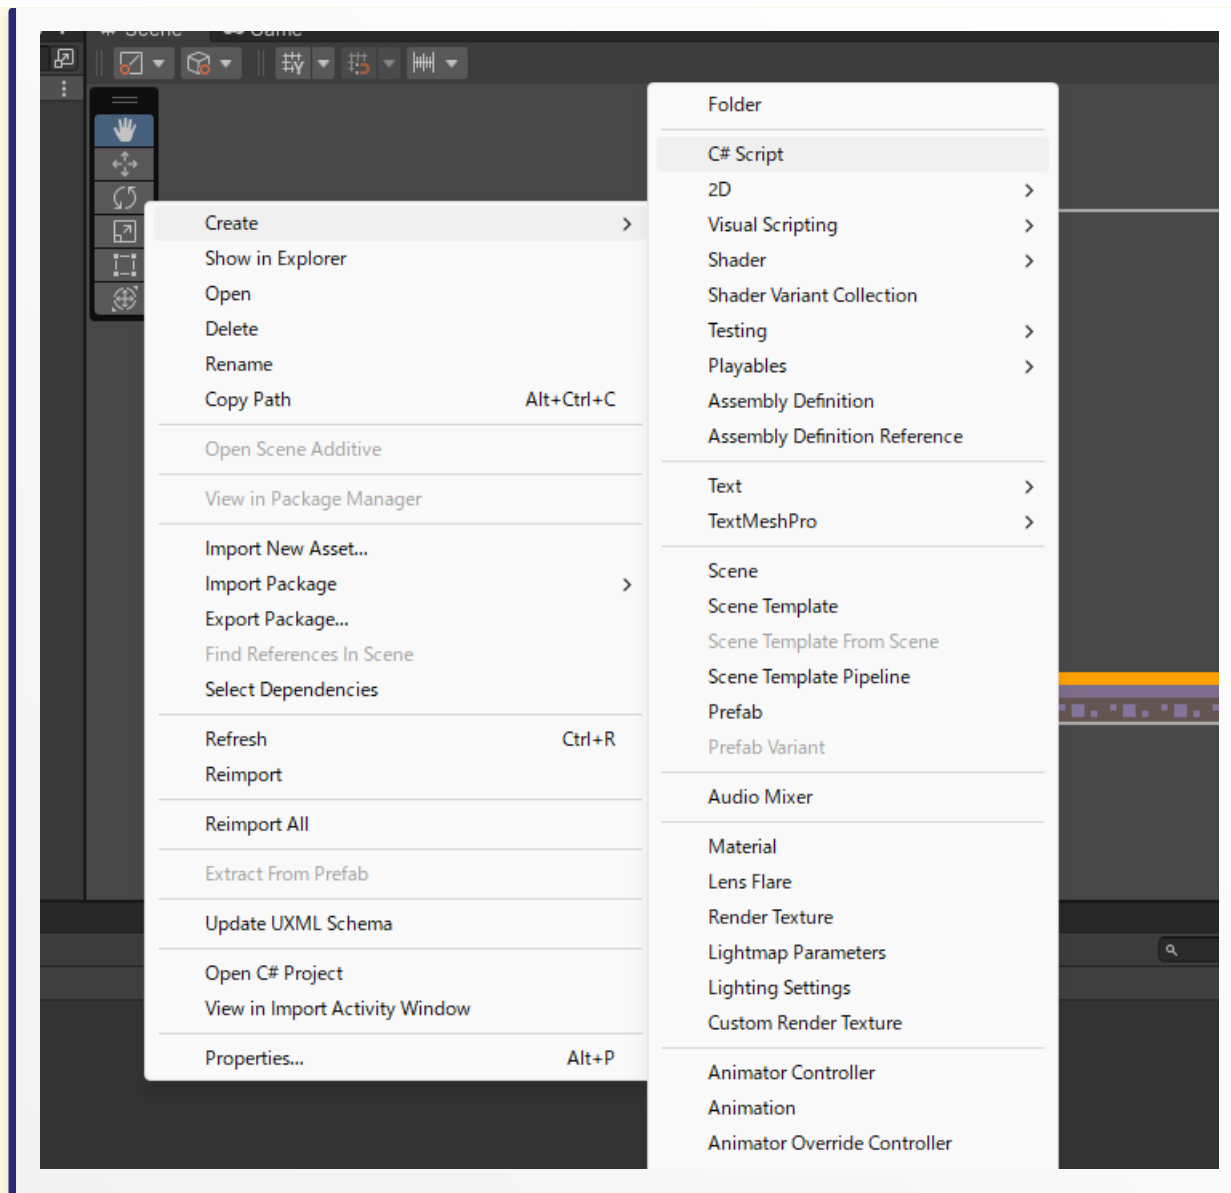 Scene
Game
Create
Show in Explorer
Open
Delete
Rename
Copy Path Alt+Ctrl+C
Open Scene Additive
View in Package Manager
Import New Asset...
Import Package
Export Package...
Find References In Scene
Select Dependencies
Refresh Ctrl+R
Reimport
Reimport All
Extract From Prefab
Update UXML Schema
Open C# Project
View in Import Activity Window
Properties... Alt+P
Folder
C# Script
2D
Visual Scripting
Shader
Shader Variant Collection
Testing
Playables
Assembly Definition
Assembly Definition Reference
Text
TextMeshPro
Scene
Scene Template
Scene Template From Scene
Scene Template Pipeline
Prefab
Prefab Variant
Audio Mixer
Material
Lens Flare
Render Texture
Lightmap Parameters
Lighting Settings
Custom Render Texture
Animator Controller
Animation
Animator Override Controller